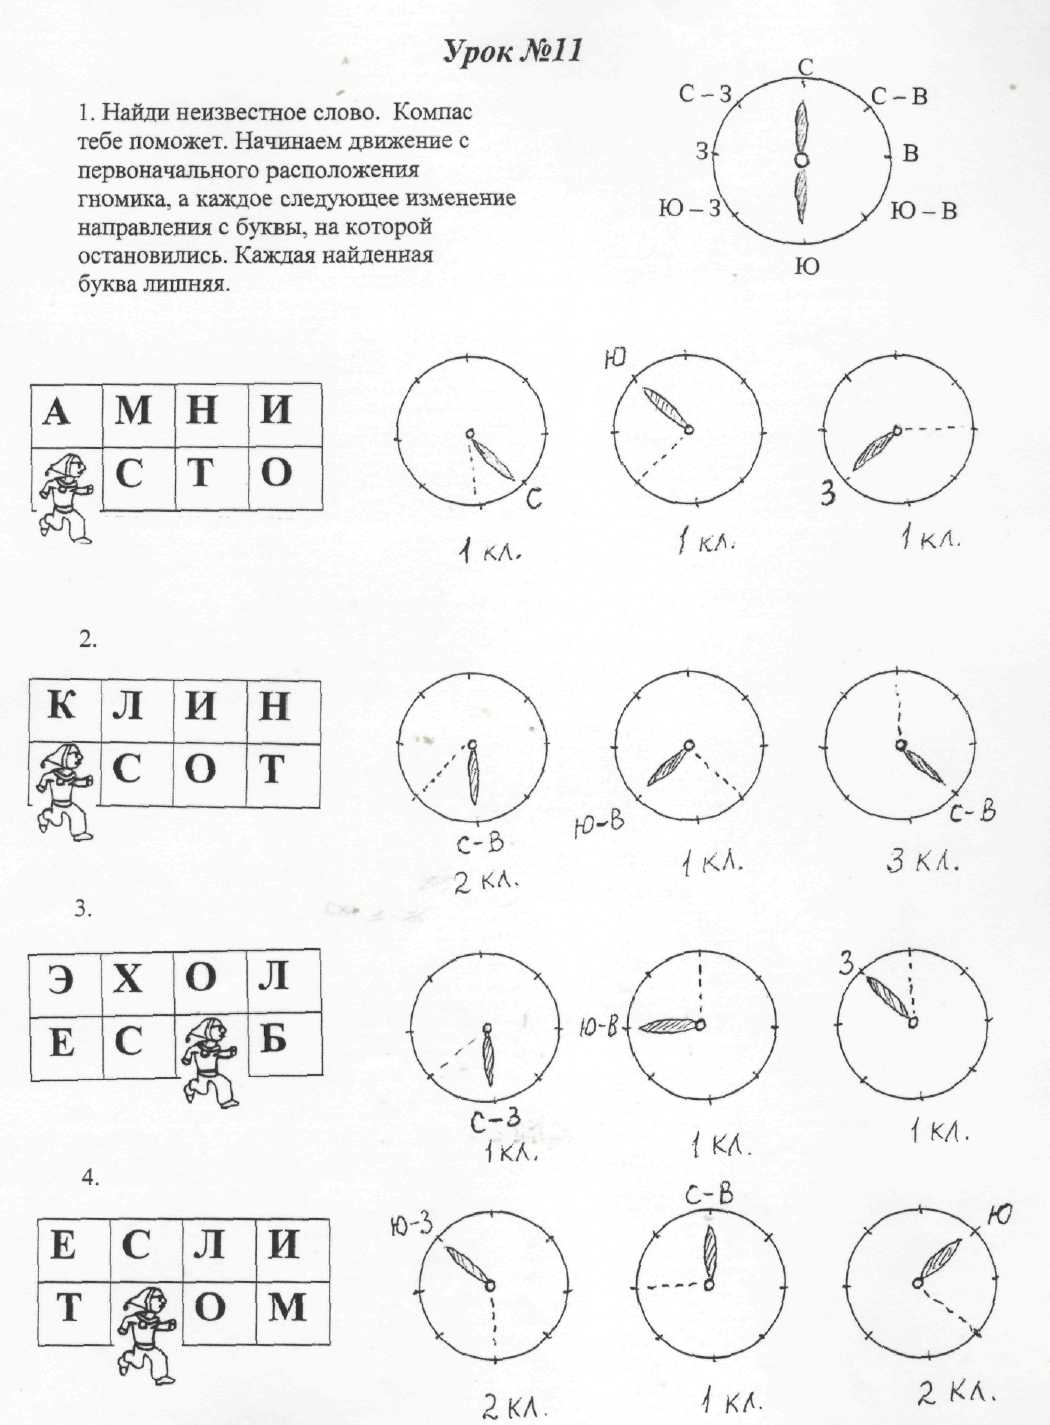 Урок №11
С
С – З
С – В
З
В
Ю – З
Ю – В
Ю
1. Найди неизвестное слово. Компас
тебе поможет. Начинаем движение с
первоначального расположения
гномика, а каждое следующее изменение
направления с буквы, на которой
остановились. Каждая найденная
буква лишняя.
А М Н И
С Т О
С
1 кл.
Ю
1 кл.
З
1 кл.
2.
К Л И Н
С О Т
С-В
2 кл.
Ю-В
1 кл.
С-В
3 кл.
3.
Э Х О Л
Е С Б
С-З
1 кл.
Ю-В
1 кл.
З
1 кл.
4.
Е С Л И
Т О М
Ю-З
2 кл.
С-В
1 кл.
Ю
2 кл.